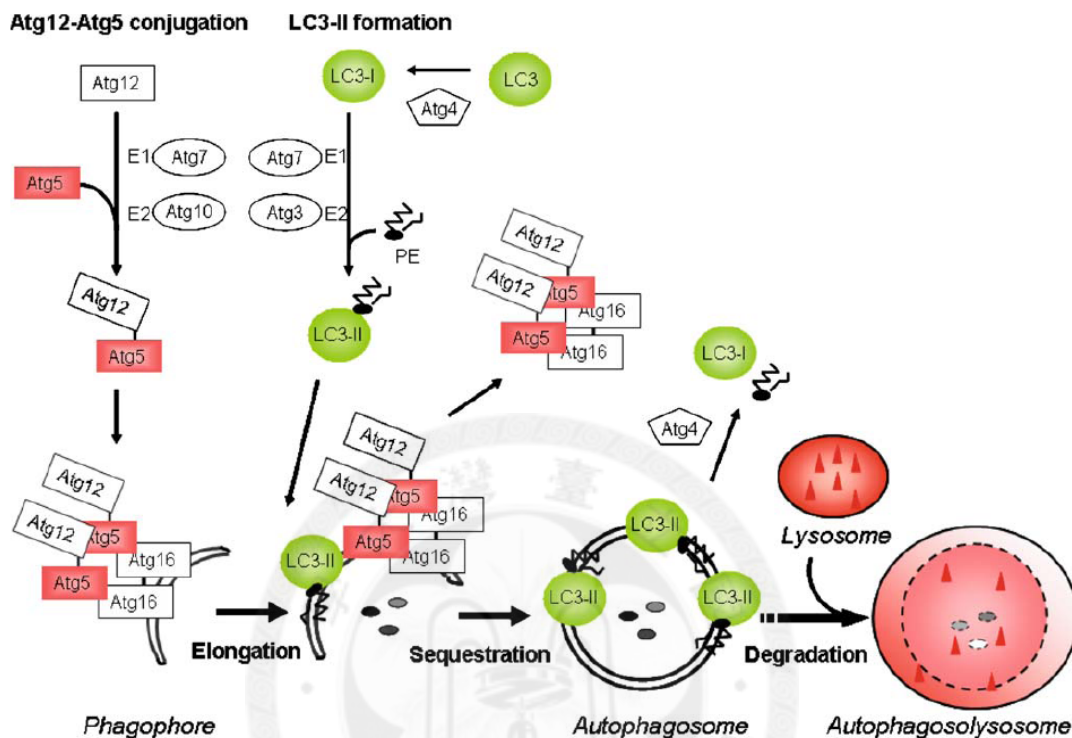 Atg12-Atg5 conjugation
LC3-II formation
Atg12
LC3-I
LC3
Atg4
E1
Atg7
Atg7
E1
Atg5
E2
Atg10
Atg3
E2
PE
Atg12
Atg5
LC3-II
Atg12
Atg12
Atg5
Atg16
Atg5
Atg16
LC3-I
Atg4
Atg12
Atg12
Atg5
Atg16
Atg5
Atg16
Atg12
Atg12
Atg5
Atg16
Atg5
Atg16
LC3-II
LC3-II
LC3-II
LC3-II
Lysosome
Elongation
Sequestration
Degradation
Phagophore
Autophagosome
Autophagosolysosome